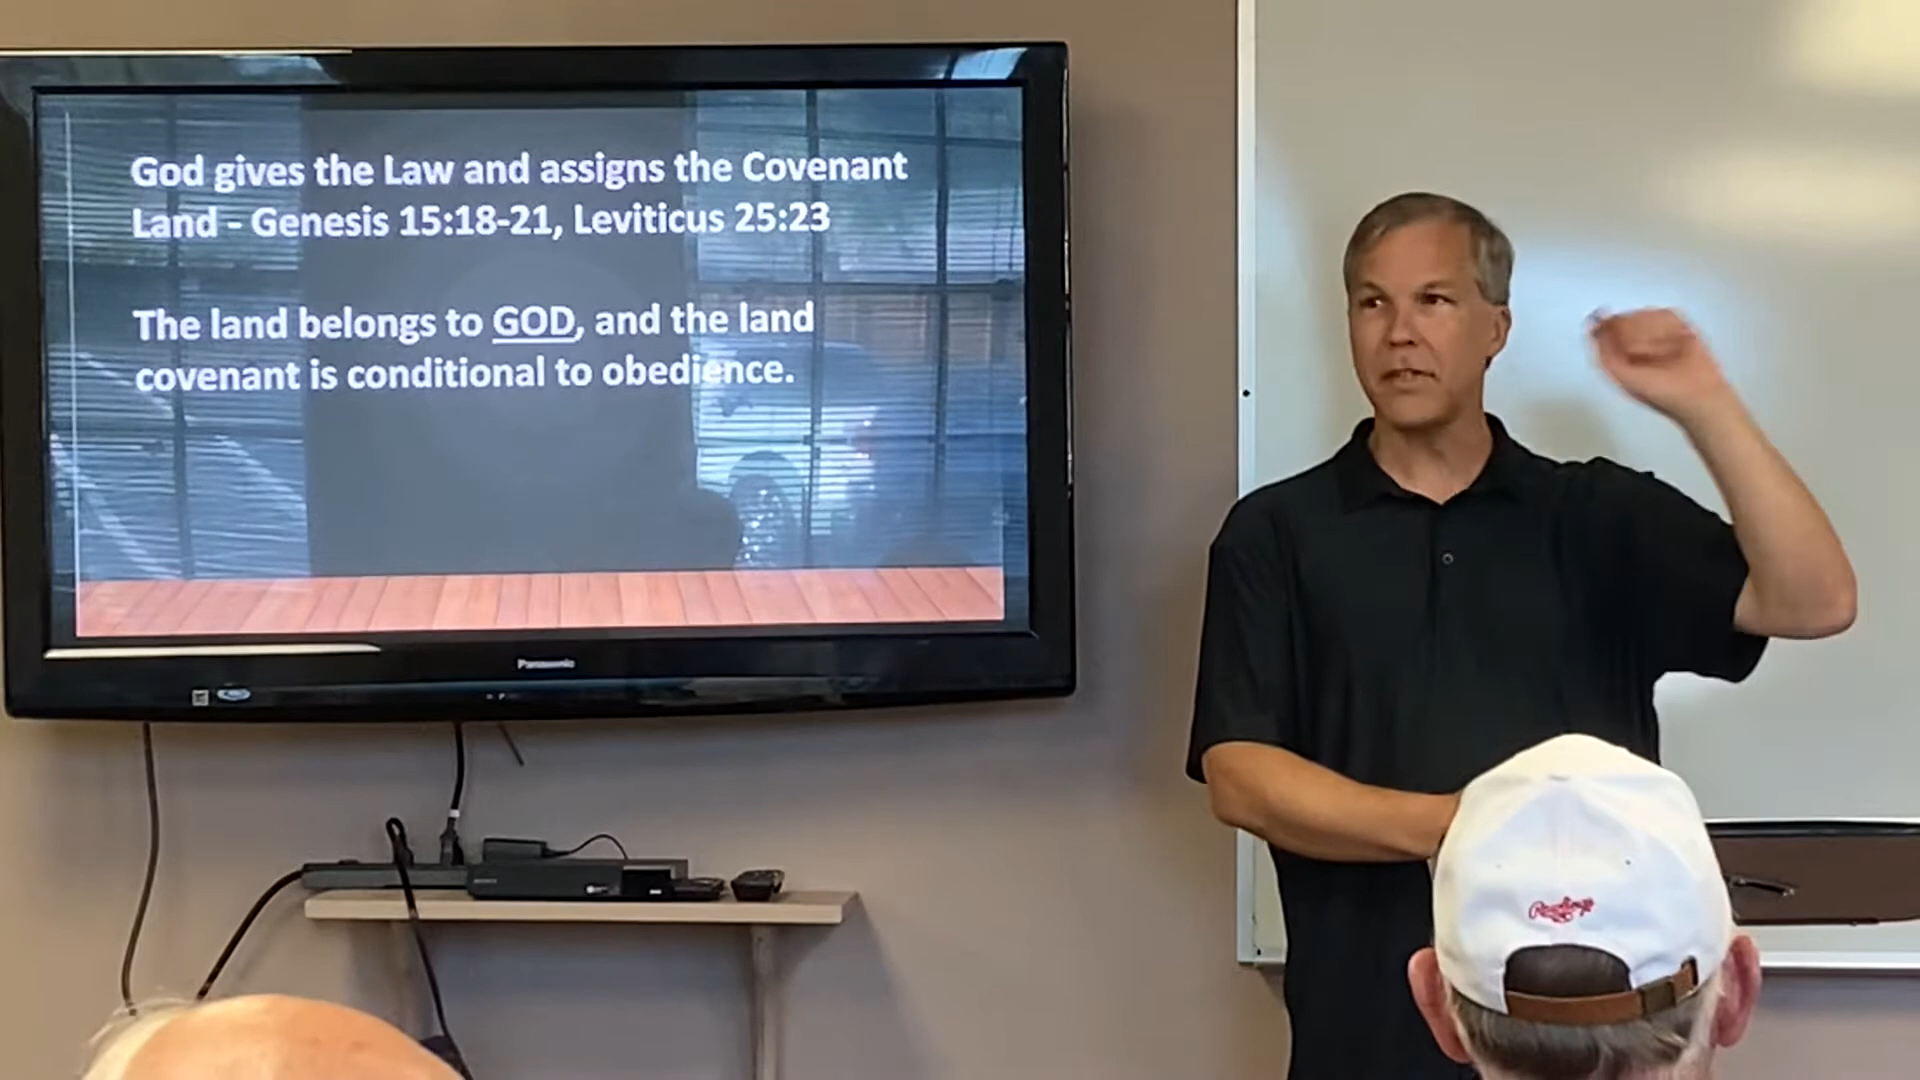 God gives the Law and assigns the Covenant
Land - Genesis 15:18-21, Leviticus 25:23
The land belongs to GOD, and the land
covenant is conditional to obedience.
Panasonic
Rawlings